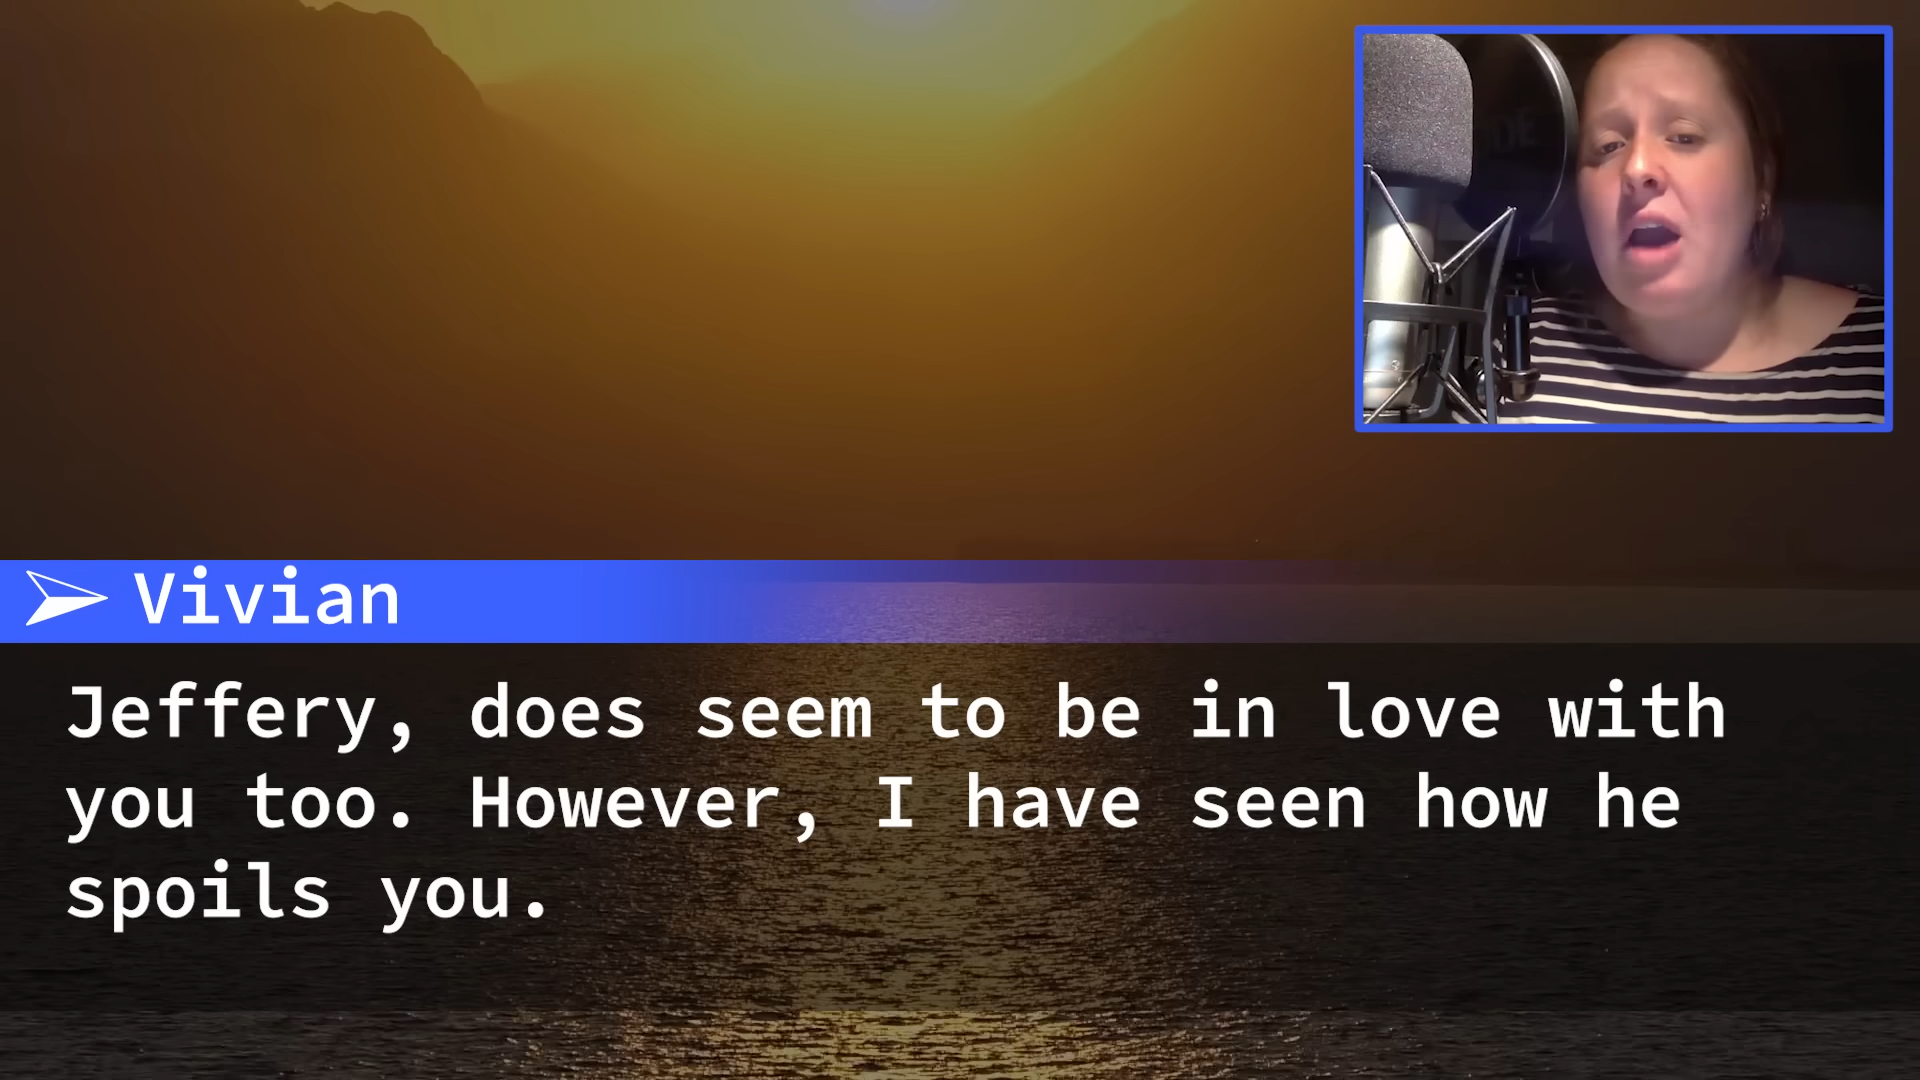 Vivian
Jeffery, does seem to be in love with
you too. However, I have seen how he
spoils you.